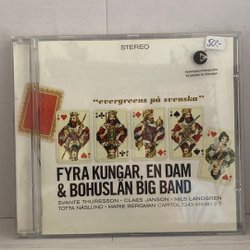 STEREO
50:-
"evergreens på svenska"
FYRA KUNGAR, EN DAM
& BOHUSLÄN BIG BAND
SVANTE THURESSON • CLAES JANSON • NILS LANDGREN
TOTTA NÄSLUND • MARIE BERGMAN